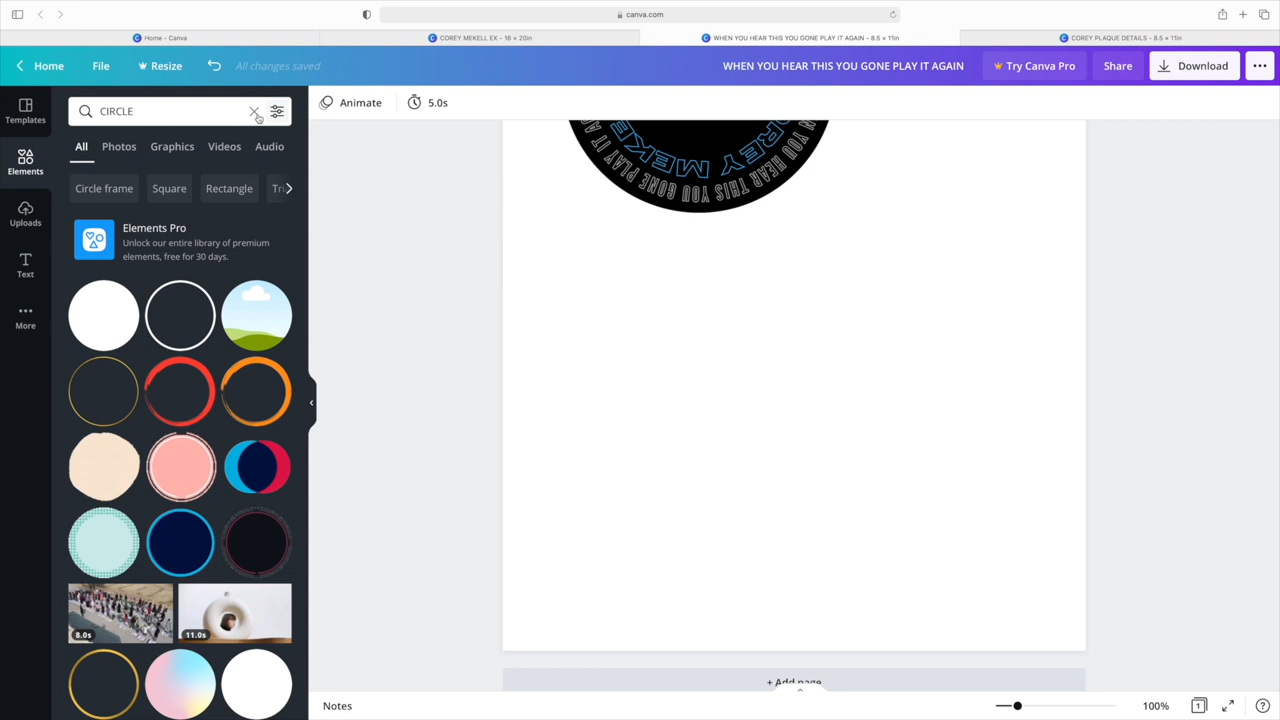 canva.com
Home - Canva
COREY MEKELL EX - 16 × 20in
WHEN YOU HEAR THIS YOU GONE PLAY IT AGAIN - 8.5 × 11in
COREY PLAQUE DETAILS - 8.5 × 11in
Home
File
Resize
All changes saved
WHEN YOU HEAR THIS YOU GONE PLAY IT AGAIN
Try Canva Pro
Share
Download
Templates
Elements
Uploads
Text
More
CIRCLE
All
Photos
Graphics
Videos
Audio
Circle frame
Square
Rectangle
Elements Pro
Unlock our entire library of premium
elements, free for 30 days.
8.0s
11.0s
Animate
5.0s
COREY MEKE
N YOU HEAR THIS YOU GONE PLAY IT A
+ Add page
Notes
100%
1